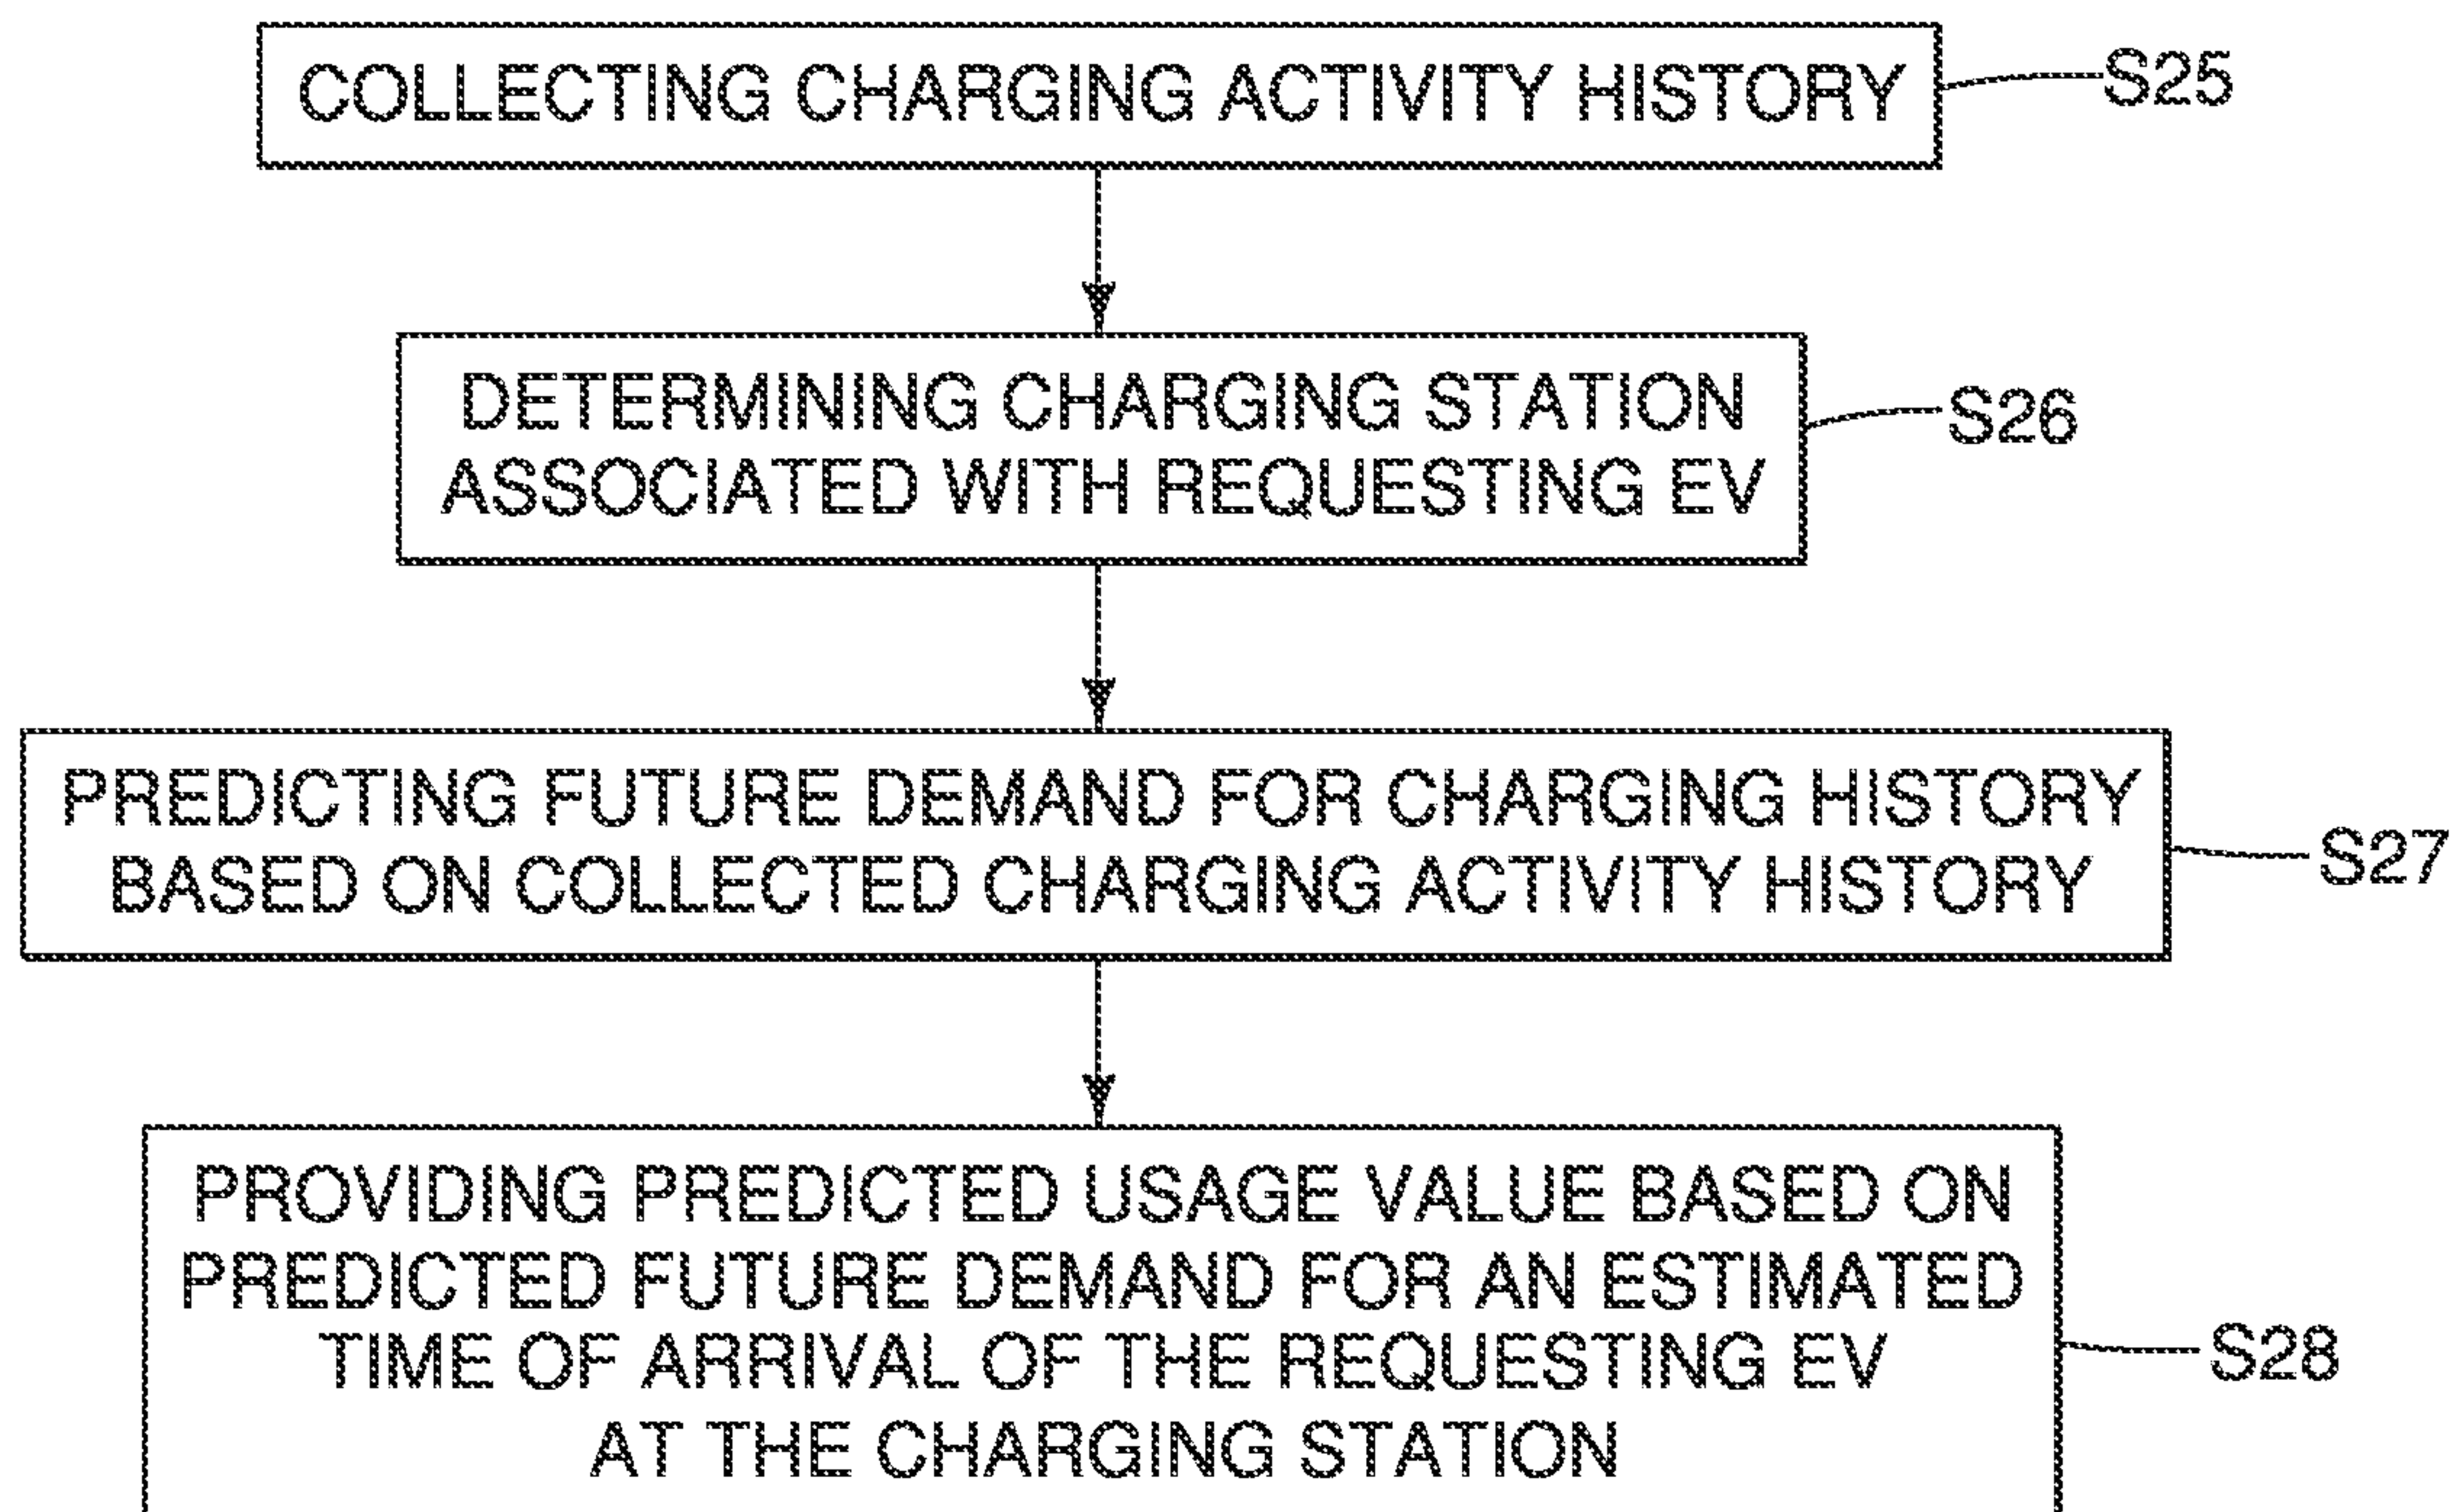 COLLECTING CHARGING ACTIVITY HISTORY
S25
DETERMINING CHARGING STATION
ASSOCIATED WITH REQUESTING EV
S26
PREDICTING FUTURE DEMAND FOR CHARGING HISTORY
BASED ON COLLECTED CHARGING ACTIVITY HISTORY
S27
PROVIDING PREDICTED USAGE VALUE BASED ON
PREDICTED FUTURE DEMAND FOR AN ESTIMATED
TIME OF ARRIVAL OF THE REQUESTING EV
AT THE CHARGING STATION
S28